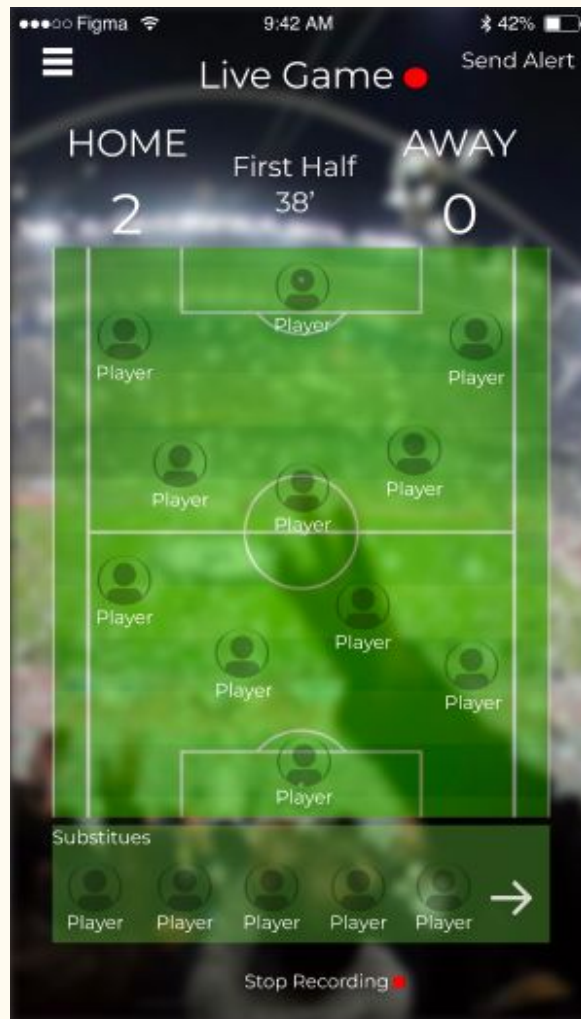 Figma 9:42 AM 42%
Send Alert
Live Game
HOME First Half AWAY
2 38' 0
Player
Player Player
Player Player
Player
Player
Player
Player
Player
Player
Substitues
Player Player Player Player Player
Stop Recording